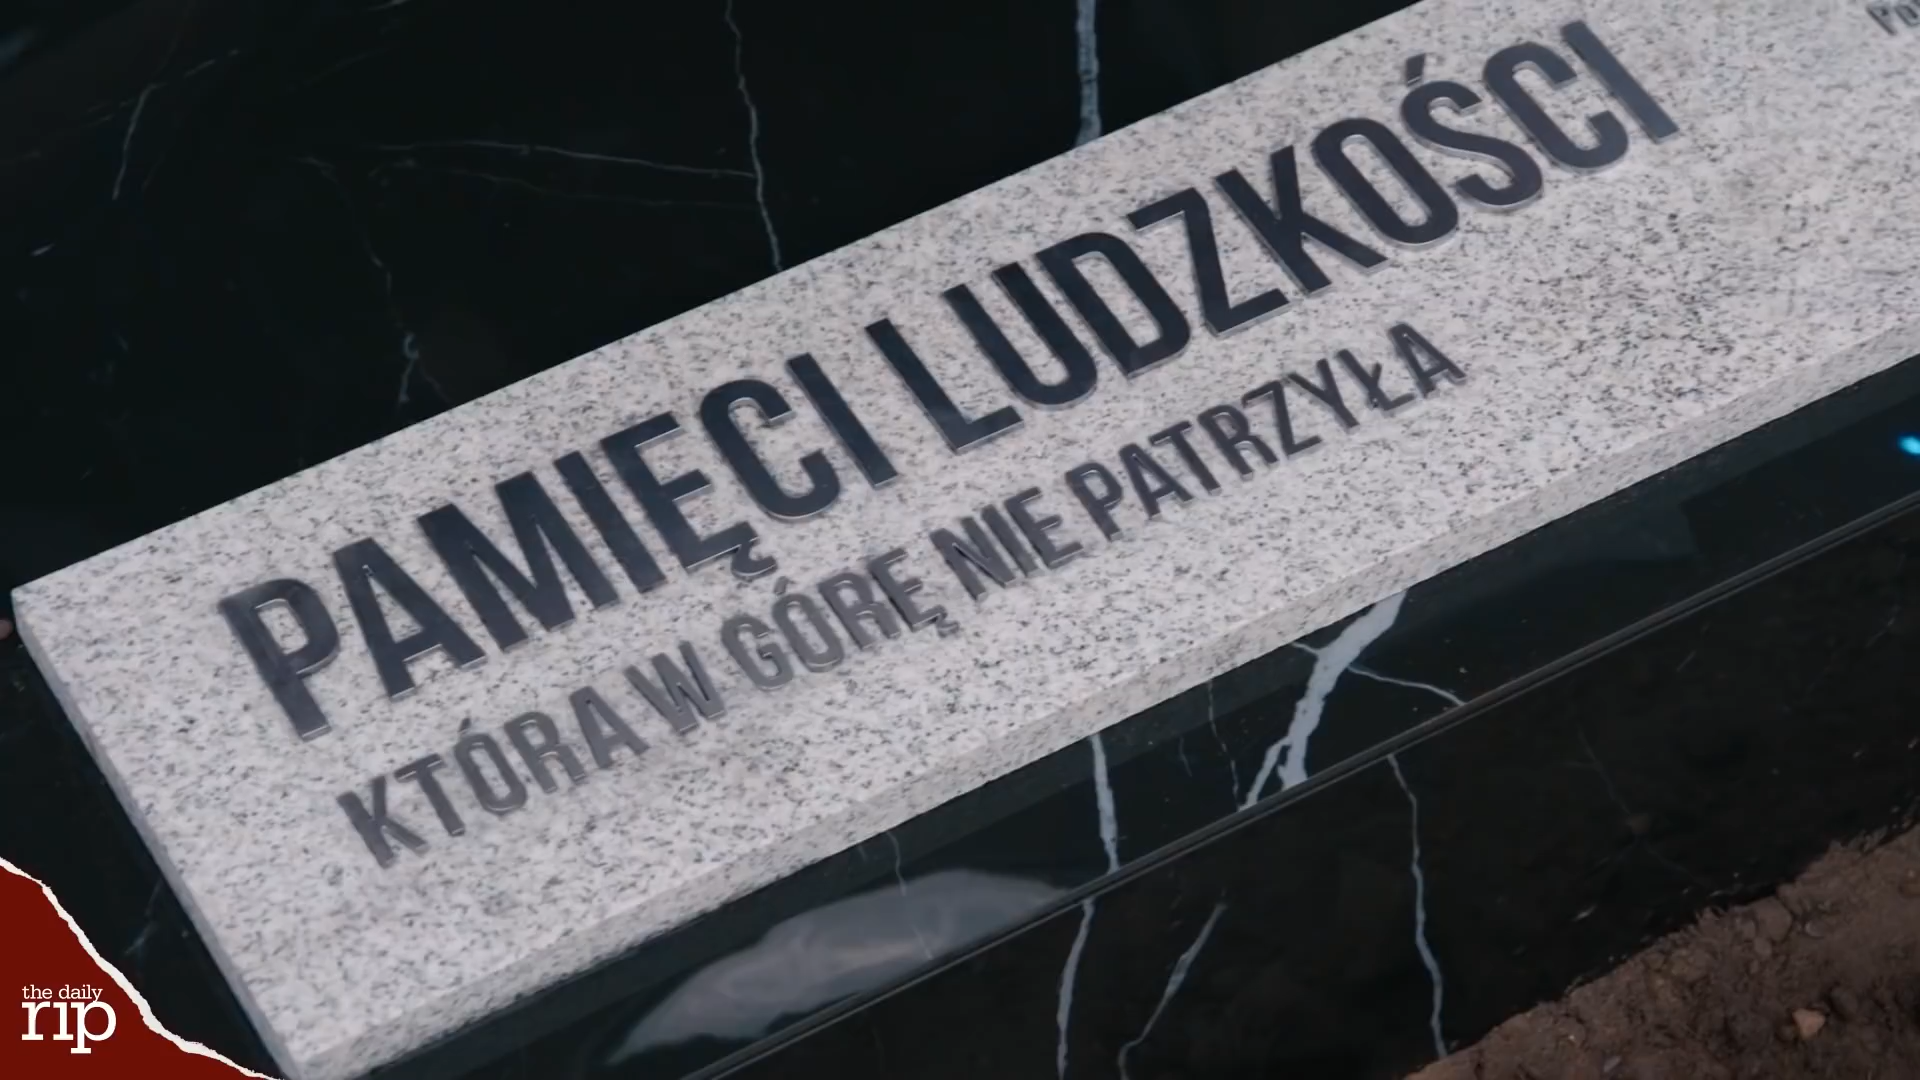 PAMIĘCI LUDZKOŚCI
KTÓRA W GÓRĘ NIE PATRZYŁA
the daily
rip